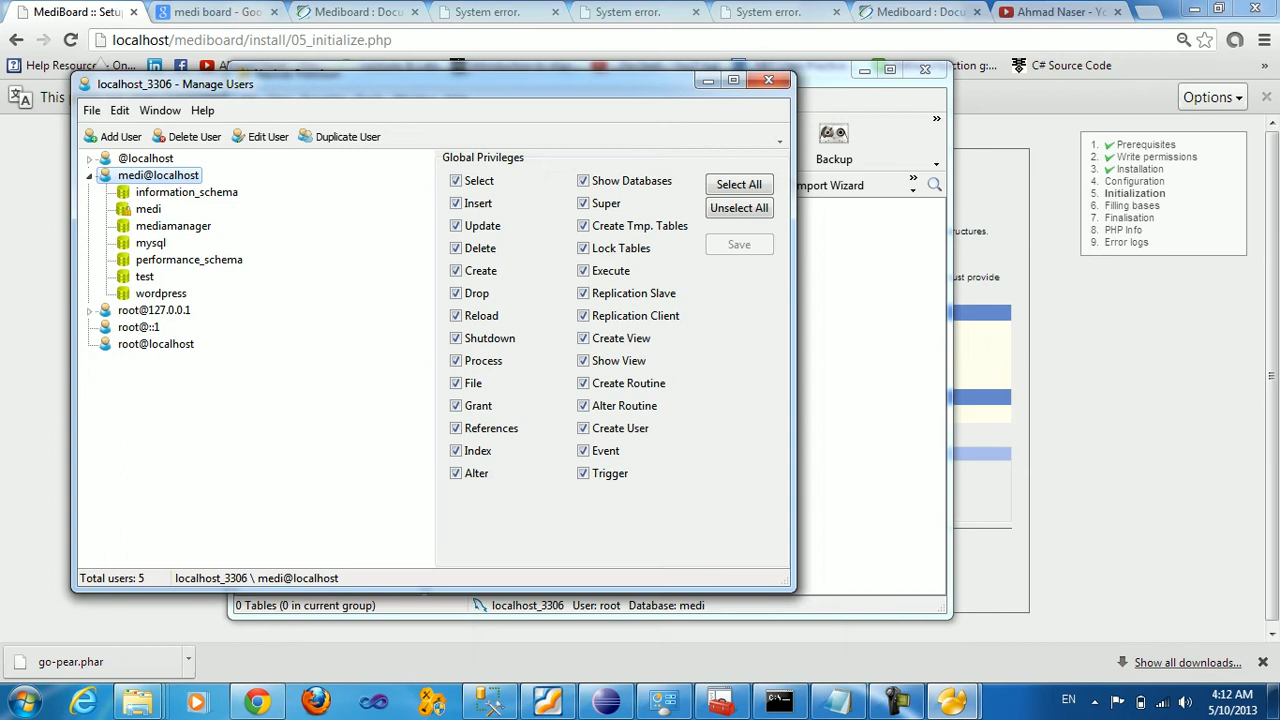 MediBoard :: Setu
medi board - Goo
Mediboard : Docu
System error.
System error.
System error.
Mediboard : Docu
Ahmad Naser - Yo
localhost/mediboard/install/05_initialize.php
Help Resource
On
C# Source Code
This
Options
localhost_3306 - Manage Users
File Edit Window Help
Add User Delete User Edit User Duplicate User
@localhost
medi@localhost
information_schema
medi
mediamanager
mysql
performance_schema
test
wordpress
root@127.0.0.1
root@::1
root@localhost
Global Privileges
Select
Insert
Update
Delete
Create
Drop
Reload
Shutdown
Process
File
Grant
References
Index
Alter
Show Databases
Super
Create Tmp. Tables
Lock Tables
Execute
Replication Slave
Replication Client
Create View
Show View
Create Routine
Alter Routine
Create User
Event
Trigger
Select All
Unselect All
Save
Total users: 5 localhost_3306 \ medi@localhost
Backup
mport Wizard
0 Tables (0 in current group) localhost_3306 User: root Database: medi
ructures.
ust provide
1. Prerequisites
2. Write permissions
3. Installation
4. Configuration
5. Initialization
6. Filling bases
7. Finalisation
8. PHP Info
9. Error logs
go-pear.phar
Show all downloads...
EN
4:12 AM
5/10/2013